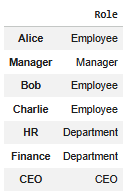 Role
Alice Employee
Manager Manager
Bob Employee
Charlie Employee
HR Department
Finance Department
CEO CEO